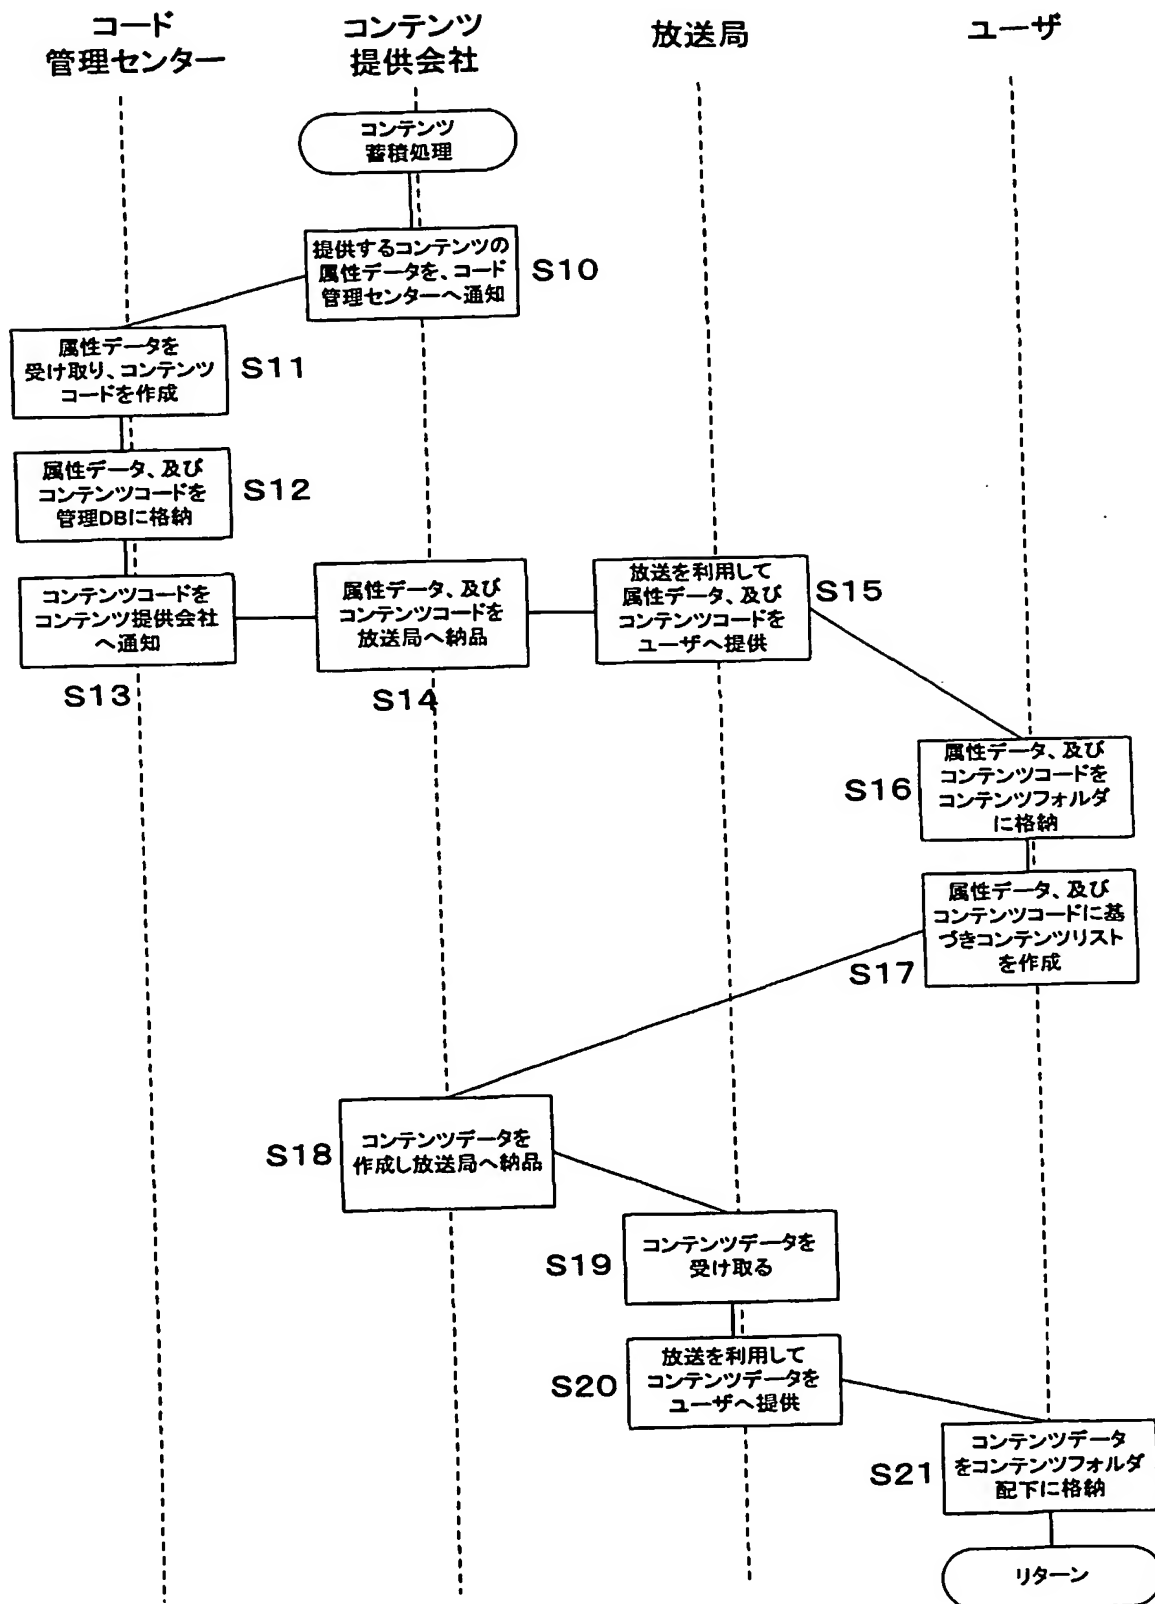 コード
管理センター
コンテンツ
提供会社
放送局
ユーザ
コンテンツ
蓄積処理
提供するコンテンツの
属性データを、コード
管理センターへ通知
S10
属性データを
受け取り、コンテンツ
コードを作成
S11
属性データ、及び
コンテンツコードを
管理DBに格納
S12
コンテンツコードを
コンテンツ提供会社
へ通知
S13
属性データ、及び
コンテンツコードを
放送局へ納品
S14
放送を利用して
属性データ、及び
コンテンツコードを
ユーザへ提供
S15
属性データ、及び
コンテンツコードを
コンテンツフォルダ
に格納
S16
属性データ、及び
コンテンツコードに基
づきコンテンツリスト
を作成
S17
コンテンツデータを
作成し放送局へ納品
S18
コンテンツデータを
受け取る
S19
放送を利用して
コンテンツデータを
ユーザへ提供
S20
コンテンツデータ
をコンテンツフォルダ
配下に格納
S21
リターン